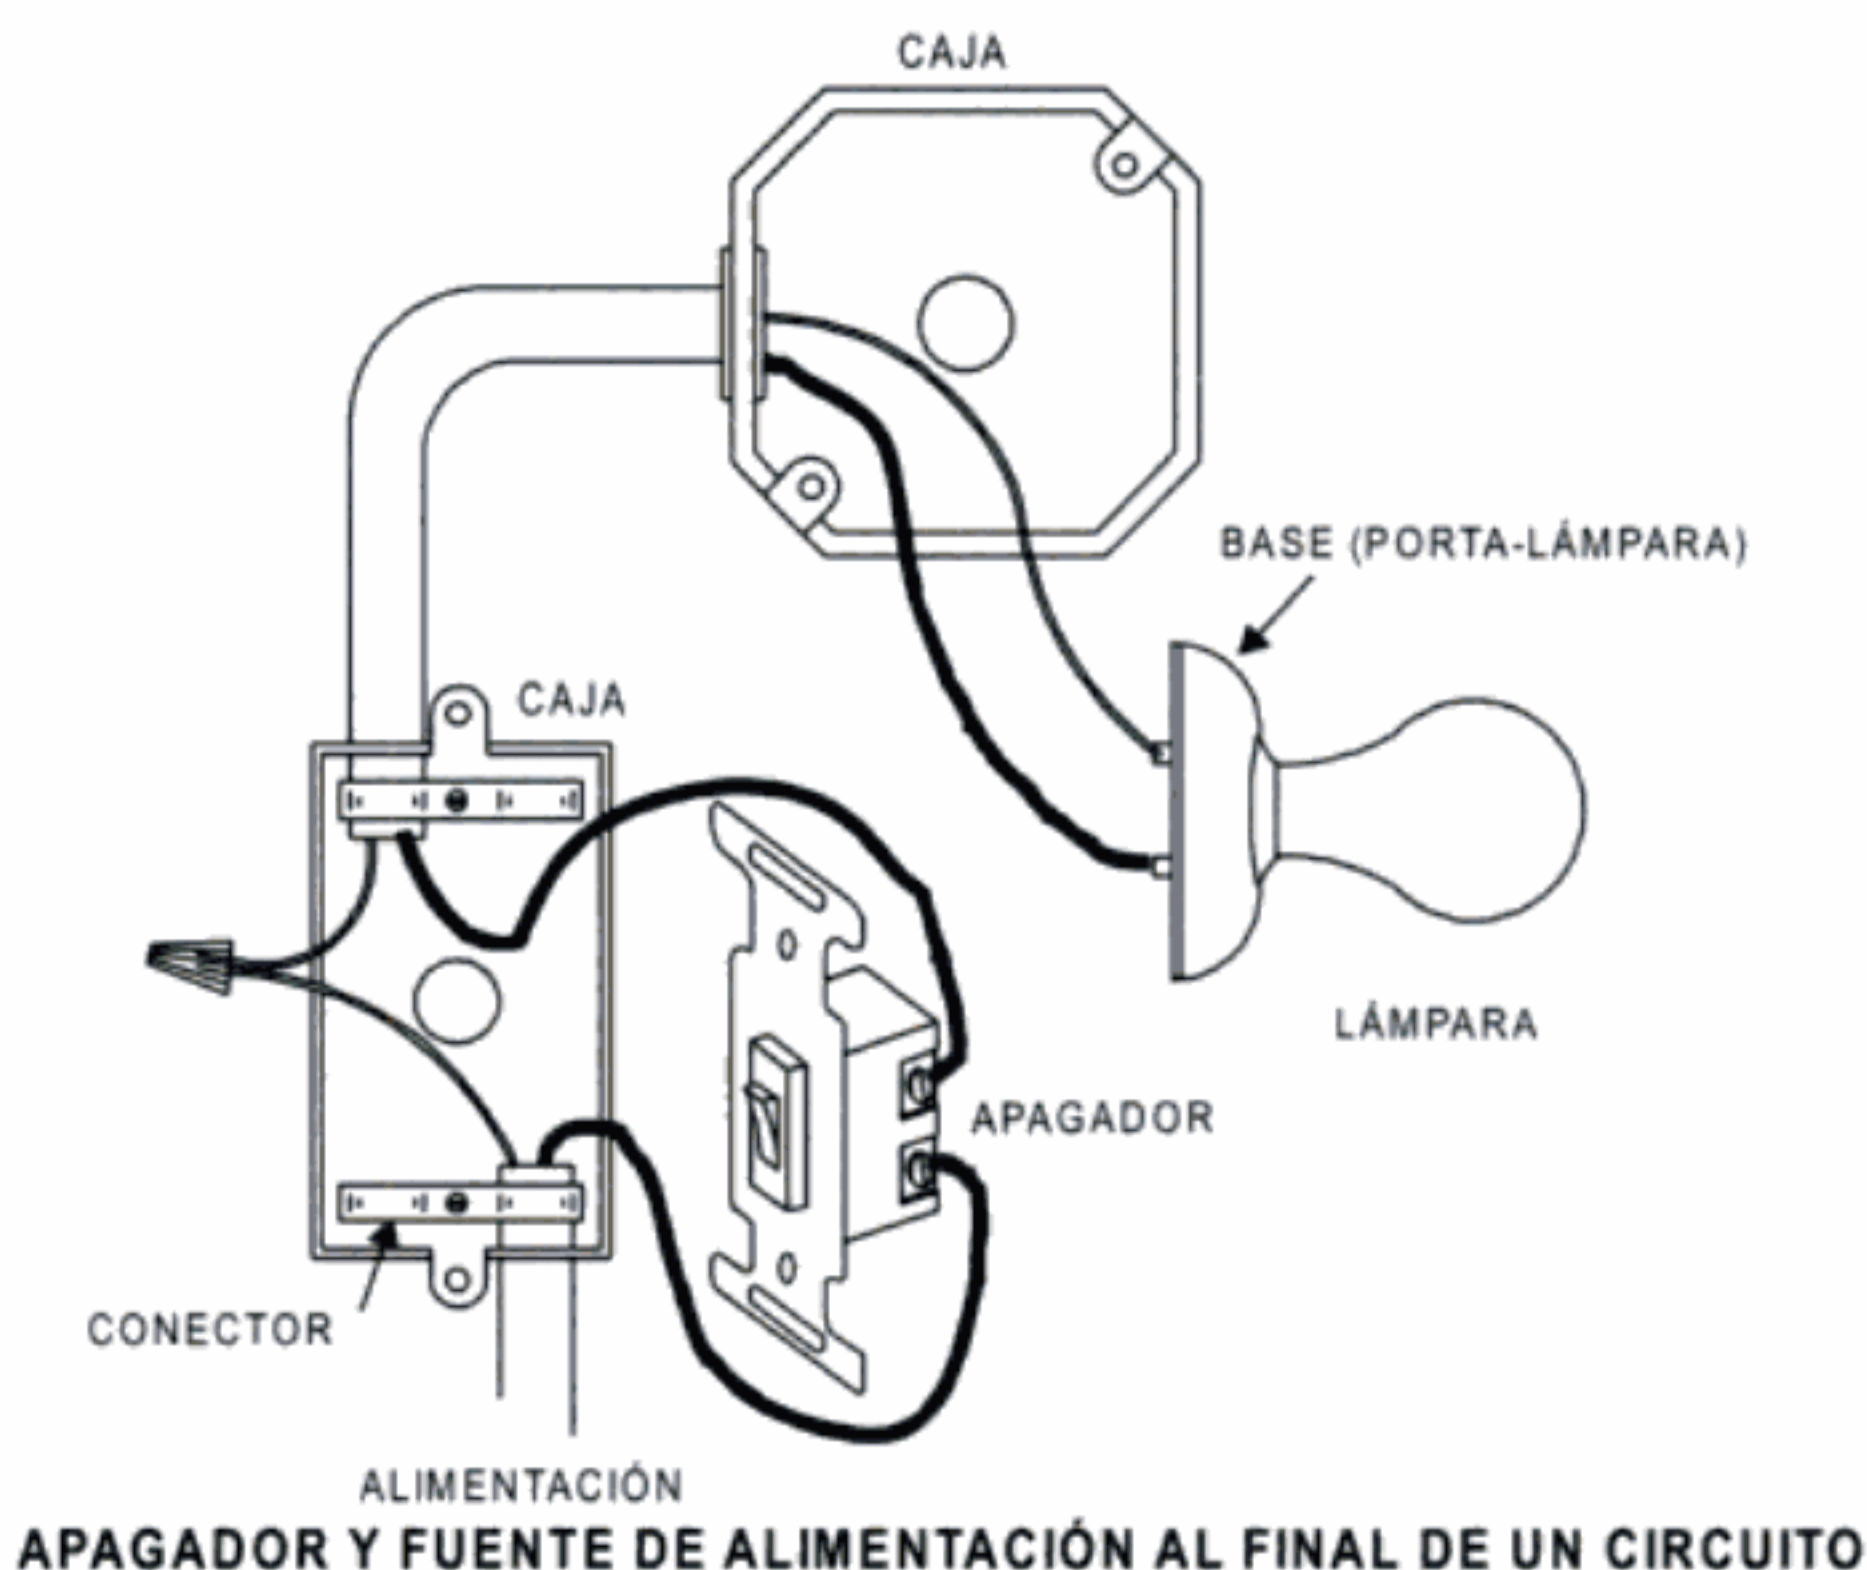 CAJA
BASE (PORTA-LÁMPARA)
CAJA
LÁMPARA
APAGADOR
CONECTOR
ALIMENTACIÓN
APAGADOR Y FUENTE DE ALIMENTACIÓN AL FINAL DE UN CIRCUITO